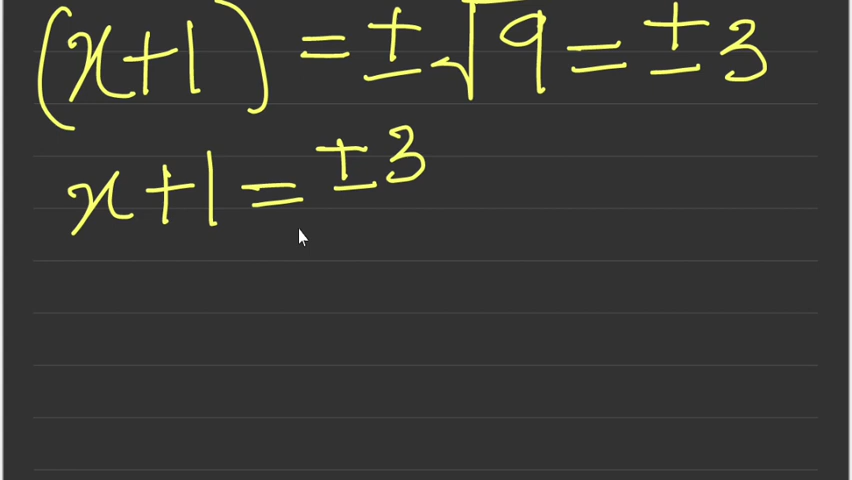 (x+1) = ±√9 = ±3
x+1 = ±3